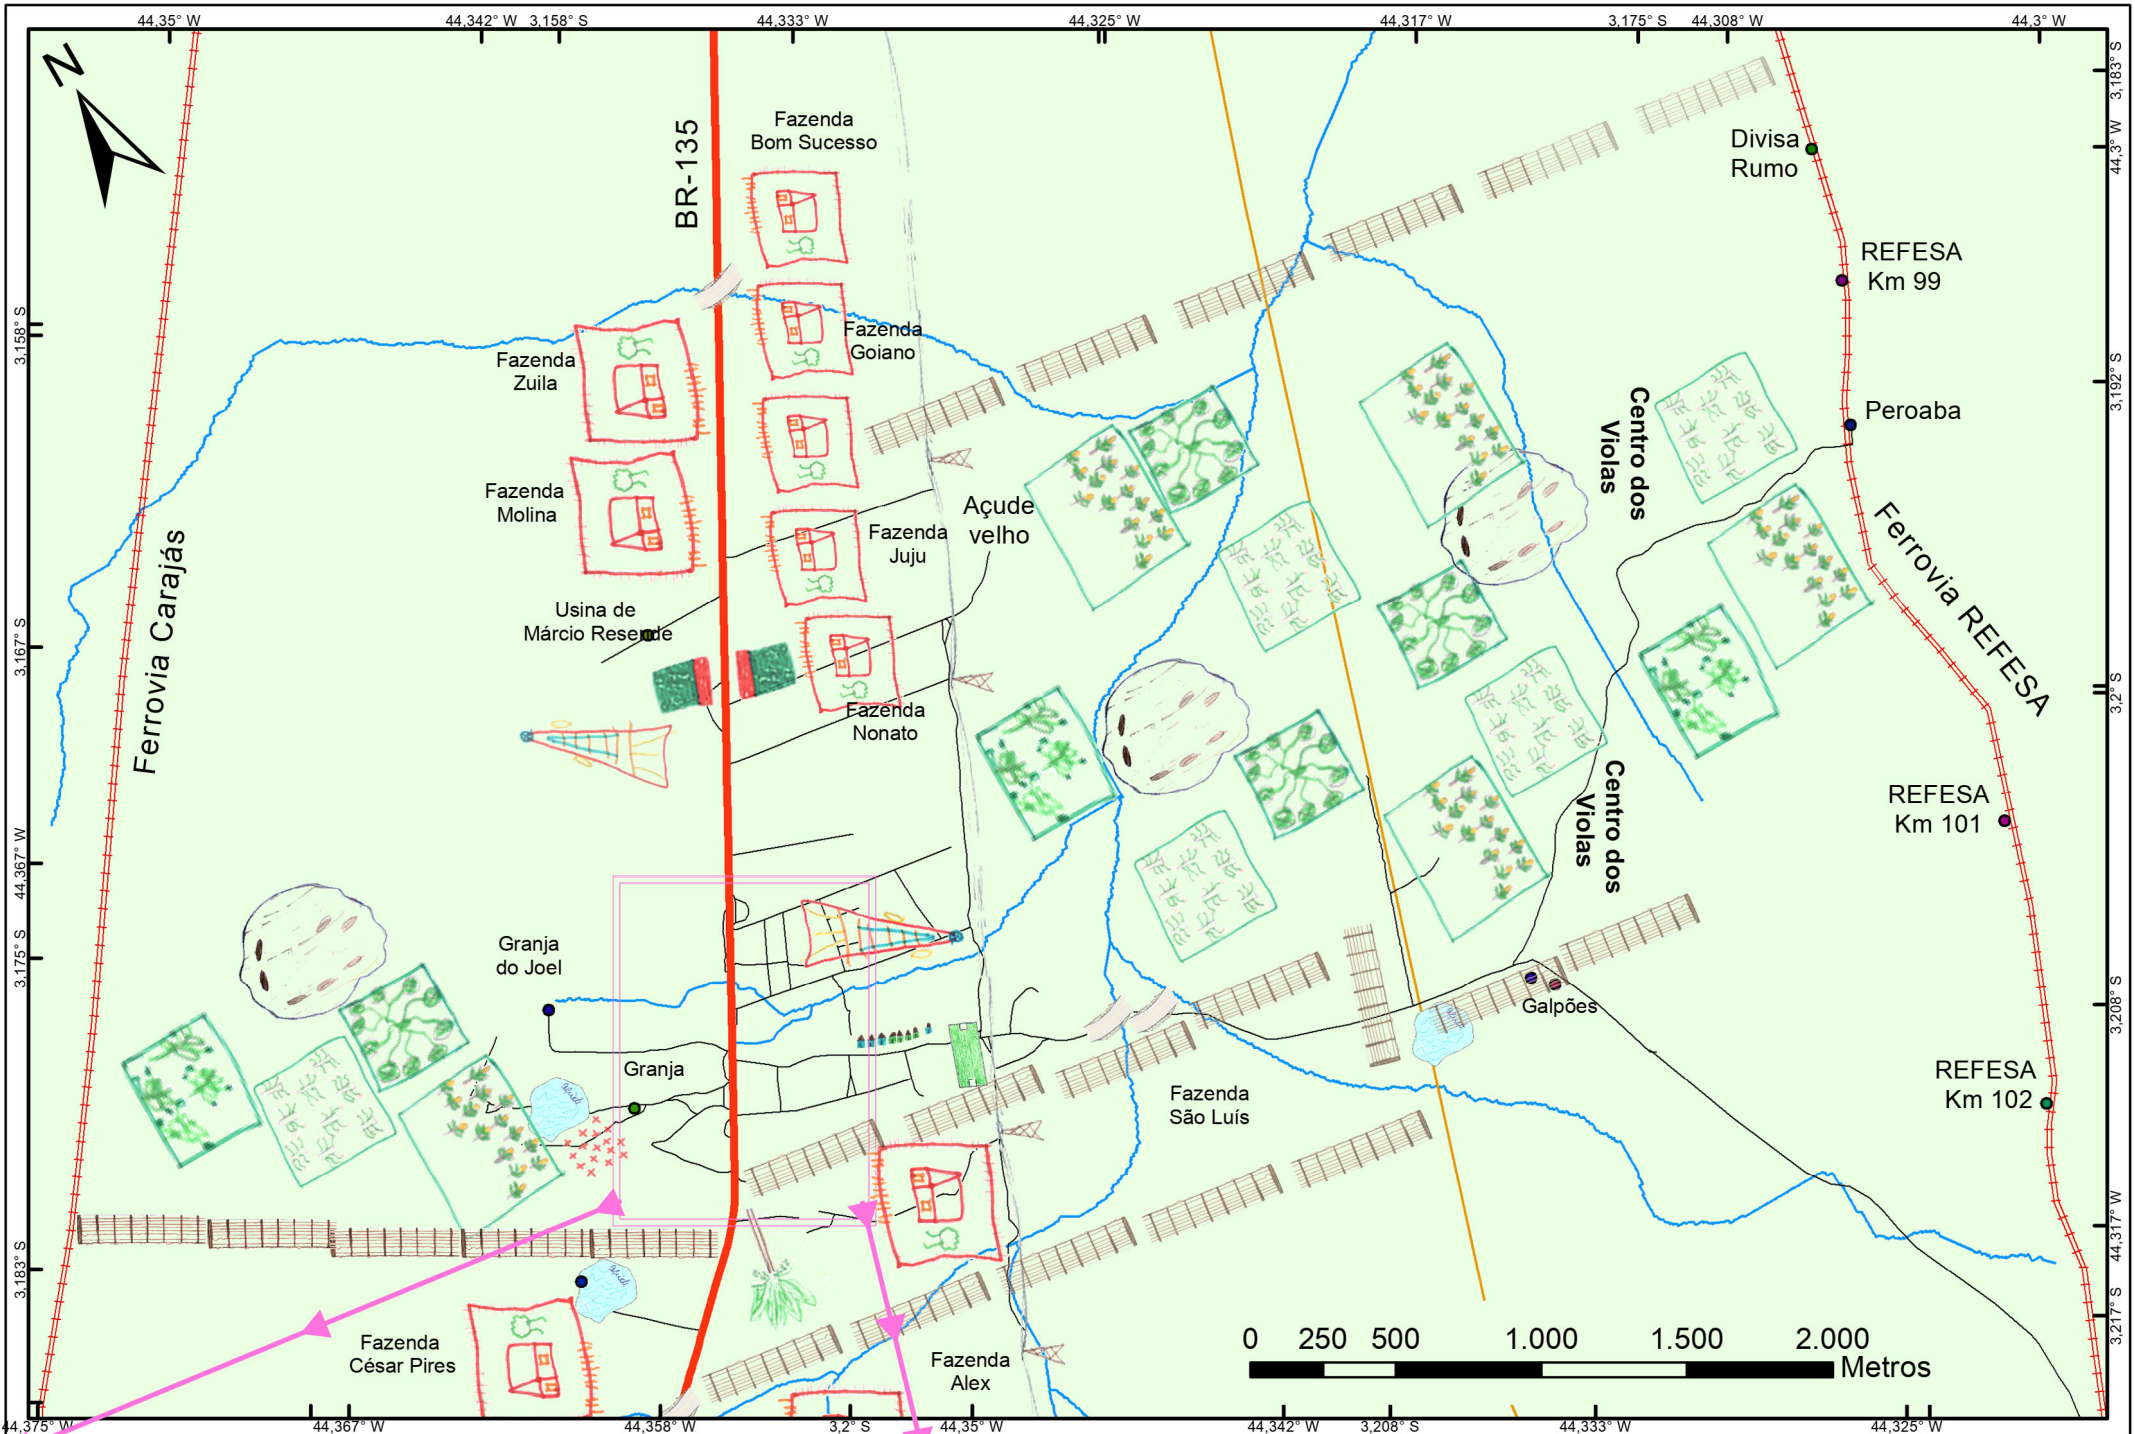 44,35° W
44,342° W
3,158° S
44,333° W
44,325° W
44,317° W
3,175° S
44,308° W
44,3° W
N
3,183° S
44,3° W
3,192° S
3,2° S
3,208° S
44,317° W
3,217° S
3,158° S
3,167° S
44,367° W
3,175° S
3,183° S
BR-135
Fazenda
Bom Sucesso
Divisa
Rumo
REFESA
Km 99
Fazenda
Goiano
Fazenda
Zuila
Peroaba
Centro dos
Violas
Fazenda
Molina
Açude
velho
Fazenda
Juju
Ferrovia Carajás
Ferrovia REFESA
Usina de
Márcio Resende
Fazenda
Nonato
Centro dos
Violas
REFESA
Km 101
Granja
do Joel
Galpões
Granja
Fazenda
São Luís
REFESA
Km 102
Fazenda
César Pires
Fazenda
Alex
0 250 500 1.000 1.500 2.000
Metros
44,375° W
44,367° W
44,358° W
3,2° S
44,35° W
44,342° W
3,208° S
44,333° W
44,325° W